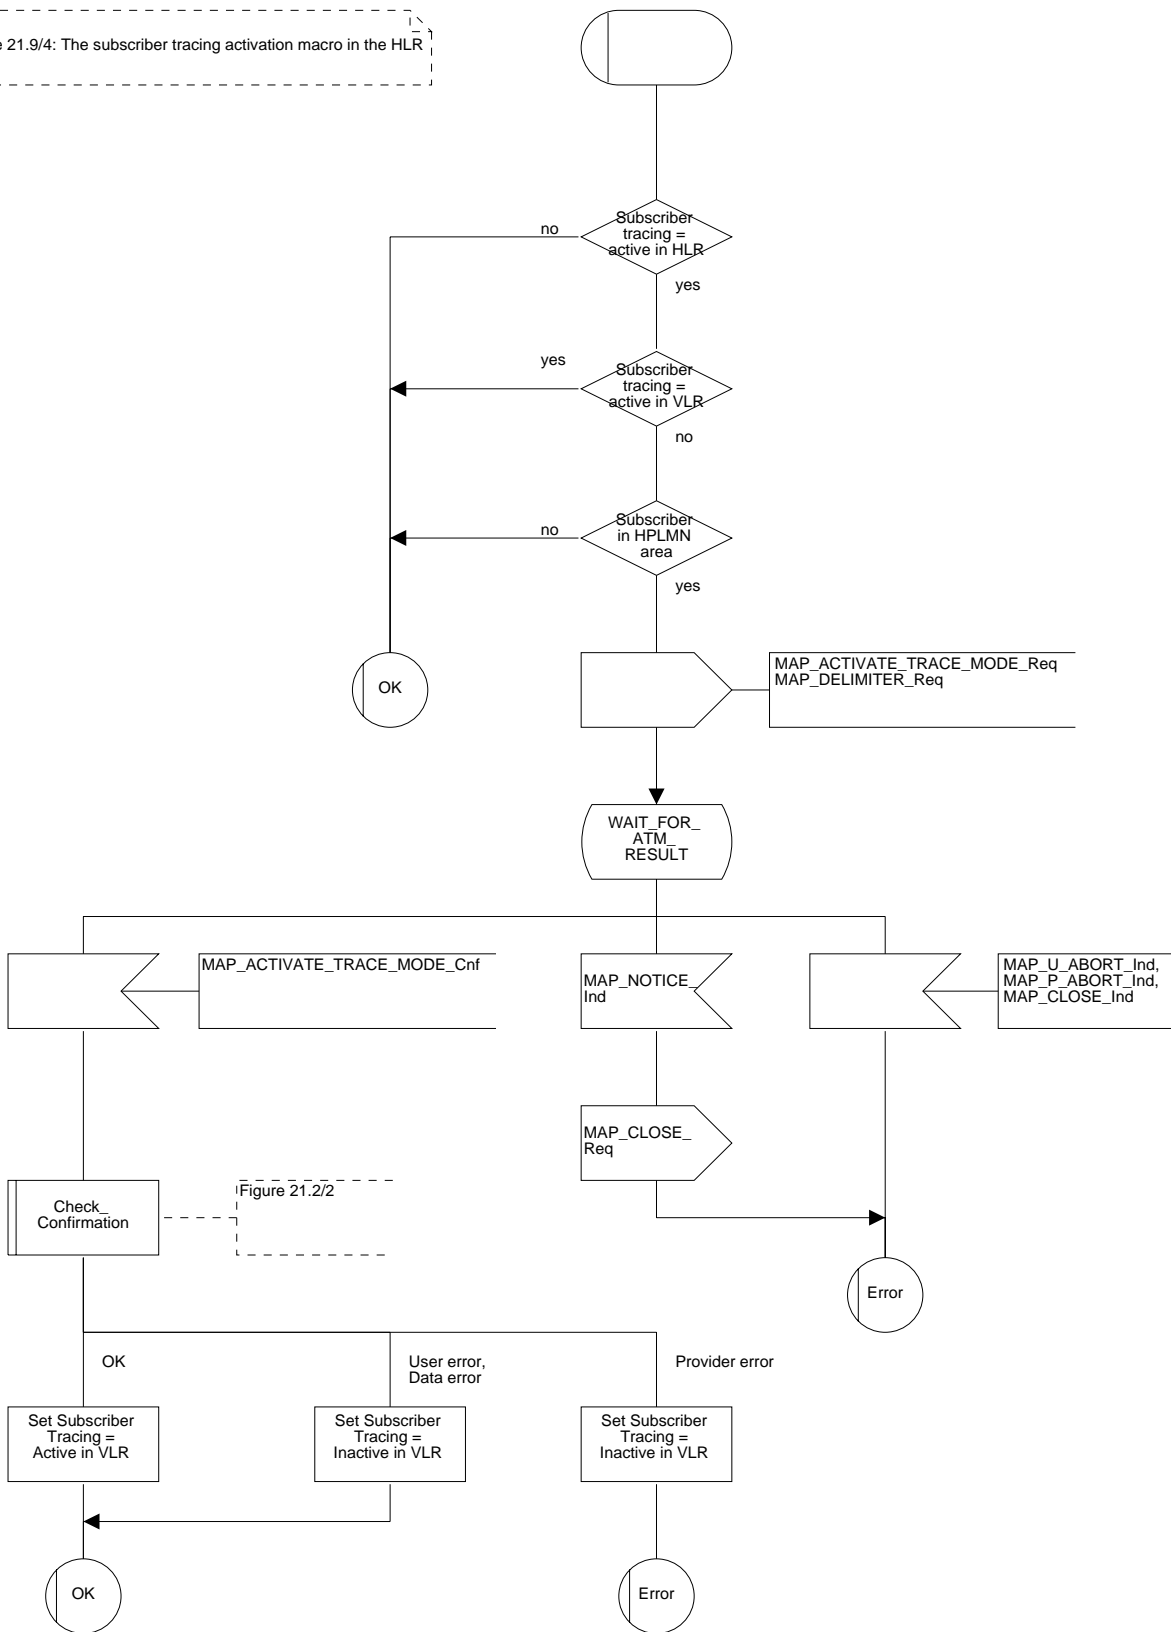 21.9/4: The subscriber tracing activation macro in the HLR
Subscriber
tracing =
active in HLR
no
yes
Subscriber
tracing =
active in VLR
yes
no
Subscriber
in HPLMN
area
no
yes
OK
MAP_ACTIVATE_TRACE_MODE_Req
MAP_DELIMITER_Req
WAIT_FOR_
ATM_
RESULT
MAP_ACTIVATE_TRACE_MODE_Cnf
MAP_NOTICE_
Ind
MAP_U_ABORT_Ind,
MAP_P_ABORT_Ind,
MAP_CLOSE_Ind
MAP_CLOSE_
Req
Check_
Confirmation
Figure 21.2/2
Error
OK
User error,
Data error
Provider error
Set Subscriber
Tracing =
Active in VLR
Set Subscriber
Tracing =
Inactive in VLR
Set Subscriber
Tracing =
Inactive in VLR
OK
Error